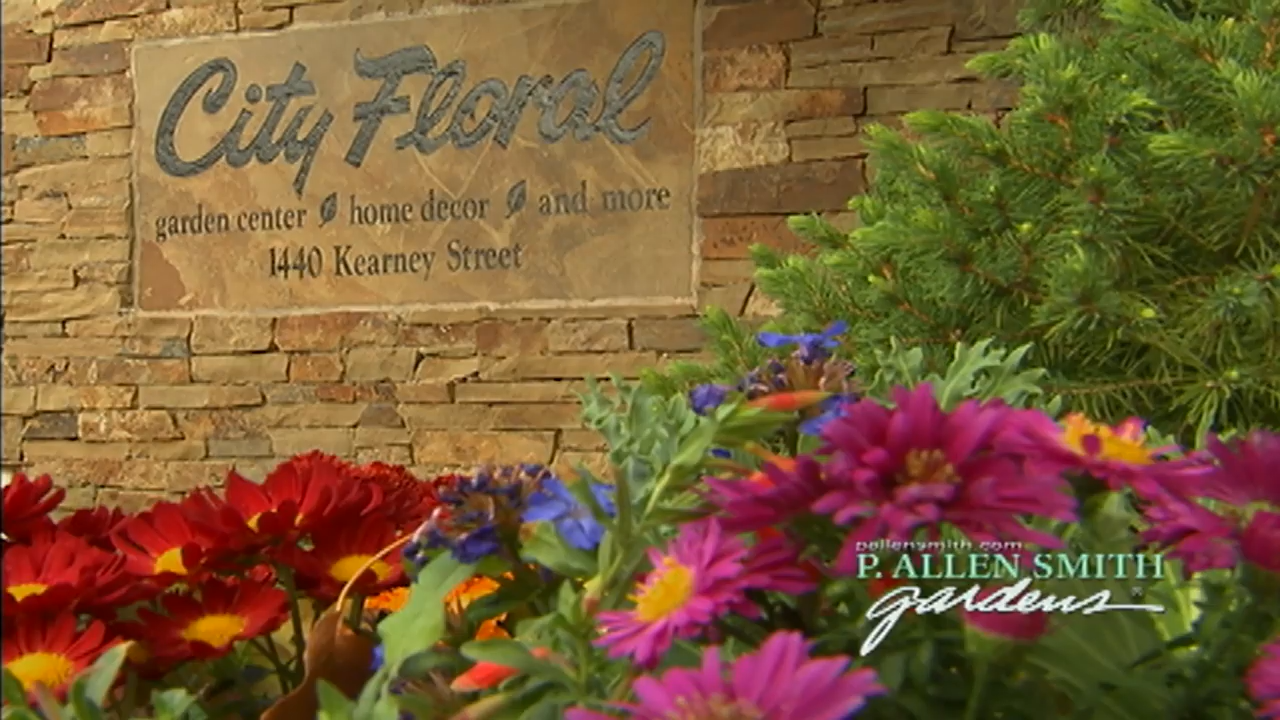 City Floral
garden center home decor and more
1440 Kearney Street
pallensmith.com
P. ALLEN SMITH
gardens®